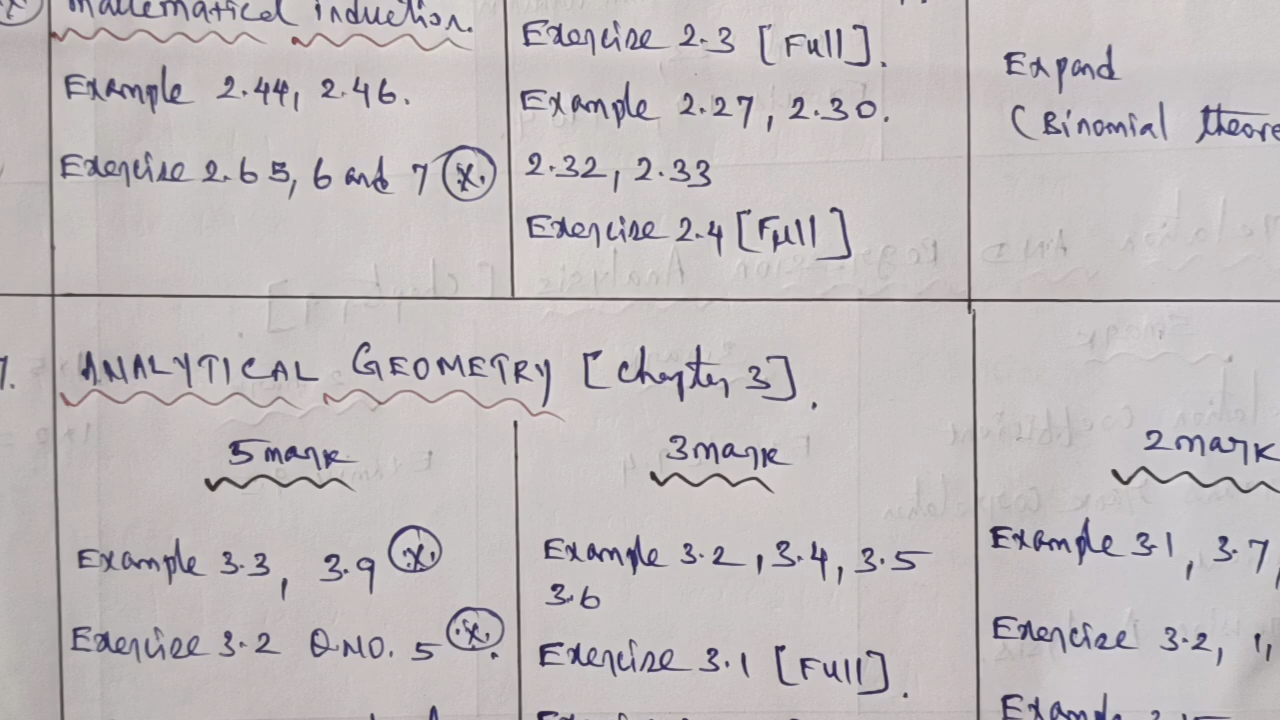 mathematical induction.
Example 2.44, 2.46.
Exercise 2.6 5, 6 and 7
Exercise 2.3 [Full].
Example 2.27, 2.30.
2.32, 2.33
Exercise 2.4 [Full]
Expand
(Binomial
7. ANALYTICAL GEOMETRY [Chapter 3].
5 mark
Example 3.3, 3.9
Exercise 3.2 Q.NO. 5
3 mark
Example 3.2, 3.4, 3.5
3.6
Exercise 3.1 [Full].
2 mark
Example 3.1, 3.7,
Exercise 3.2, 1,